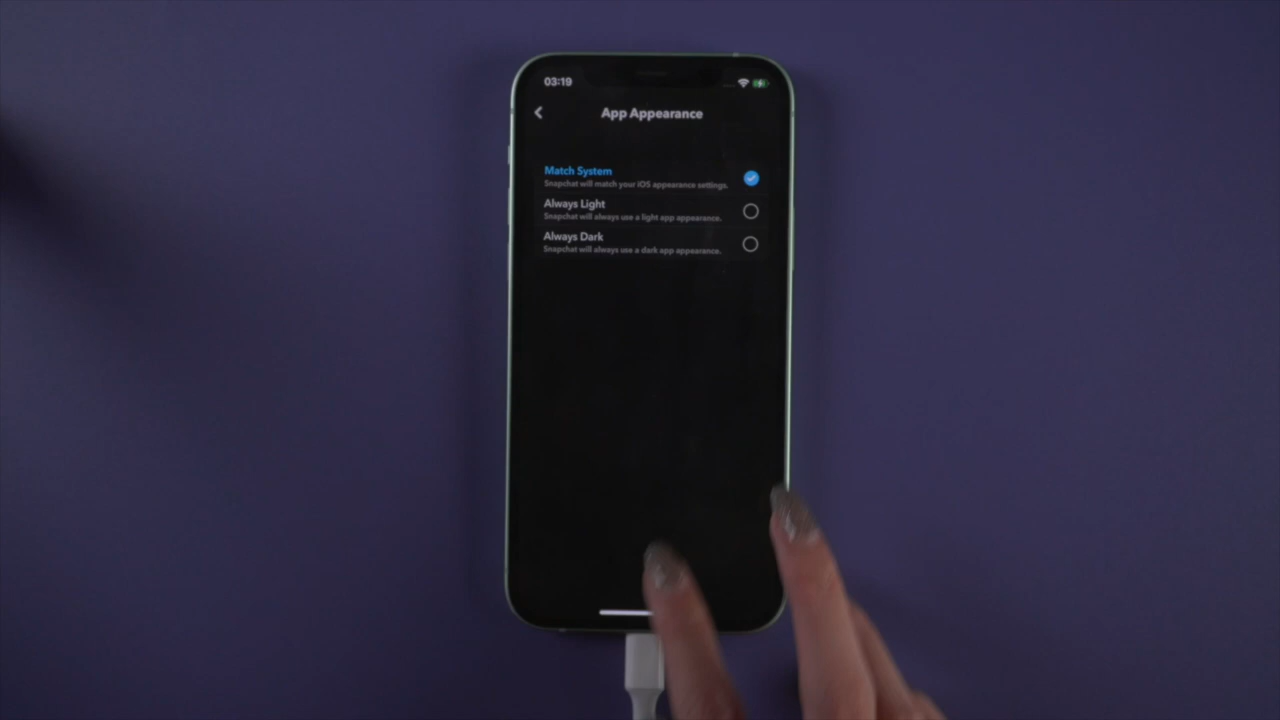 03:19
App Appearance
Match System
Snapchat will match your iOS appearance settings.
Always Light
Snapchat will always use a light app appearance.
Always Dark
Snapchat will always use a dark app appearance.